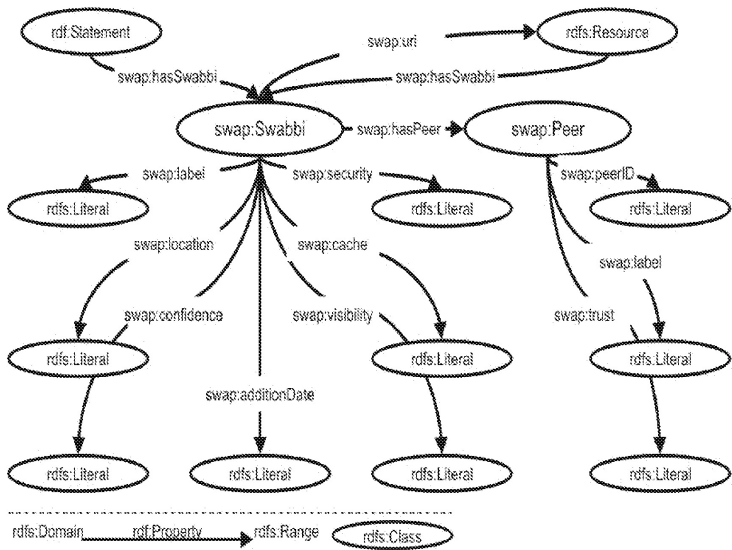 rdf:Statement
rdfs:Resource
swap:uri
swap:hasSwabbi
swap:hasSwabbi
swap:Swabbi
swap:hasPeer
swap:Peer
swap:label
swap:security
swap:peerID
rdfs:Literal
rdfs:Literal
rdfs:Literal
swap:location
swap:cache
swap:label
swap:confidence
swap:visibility
swap:trust
rdfs:Literal
rdfs:Literal
rdfs:Literal
swap:additionDate
rdfs:Literal
rdfs:Literal
rdfs:Literal
rdfs:Literal
rdfs:Domain rdf:Property rdfs:Range rdfs:Class